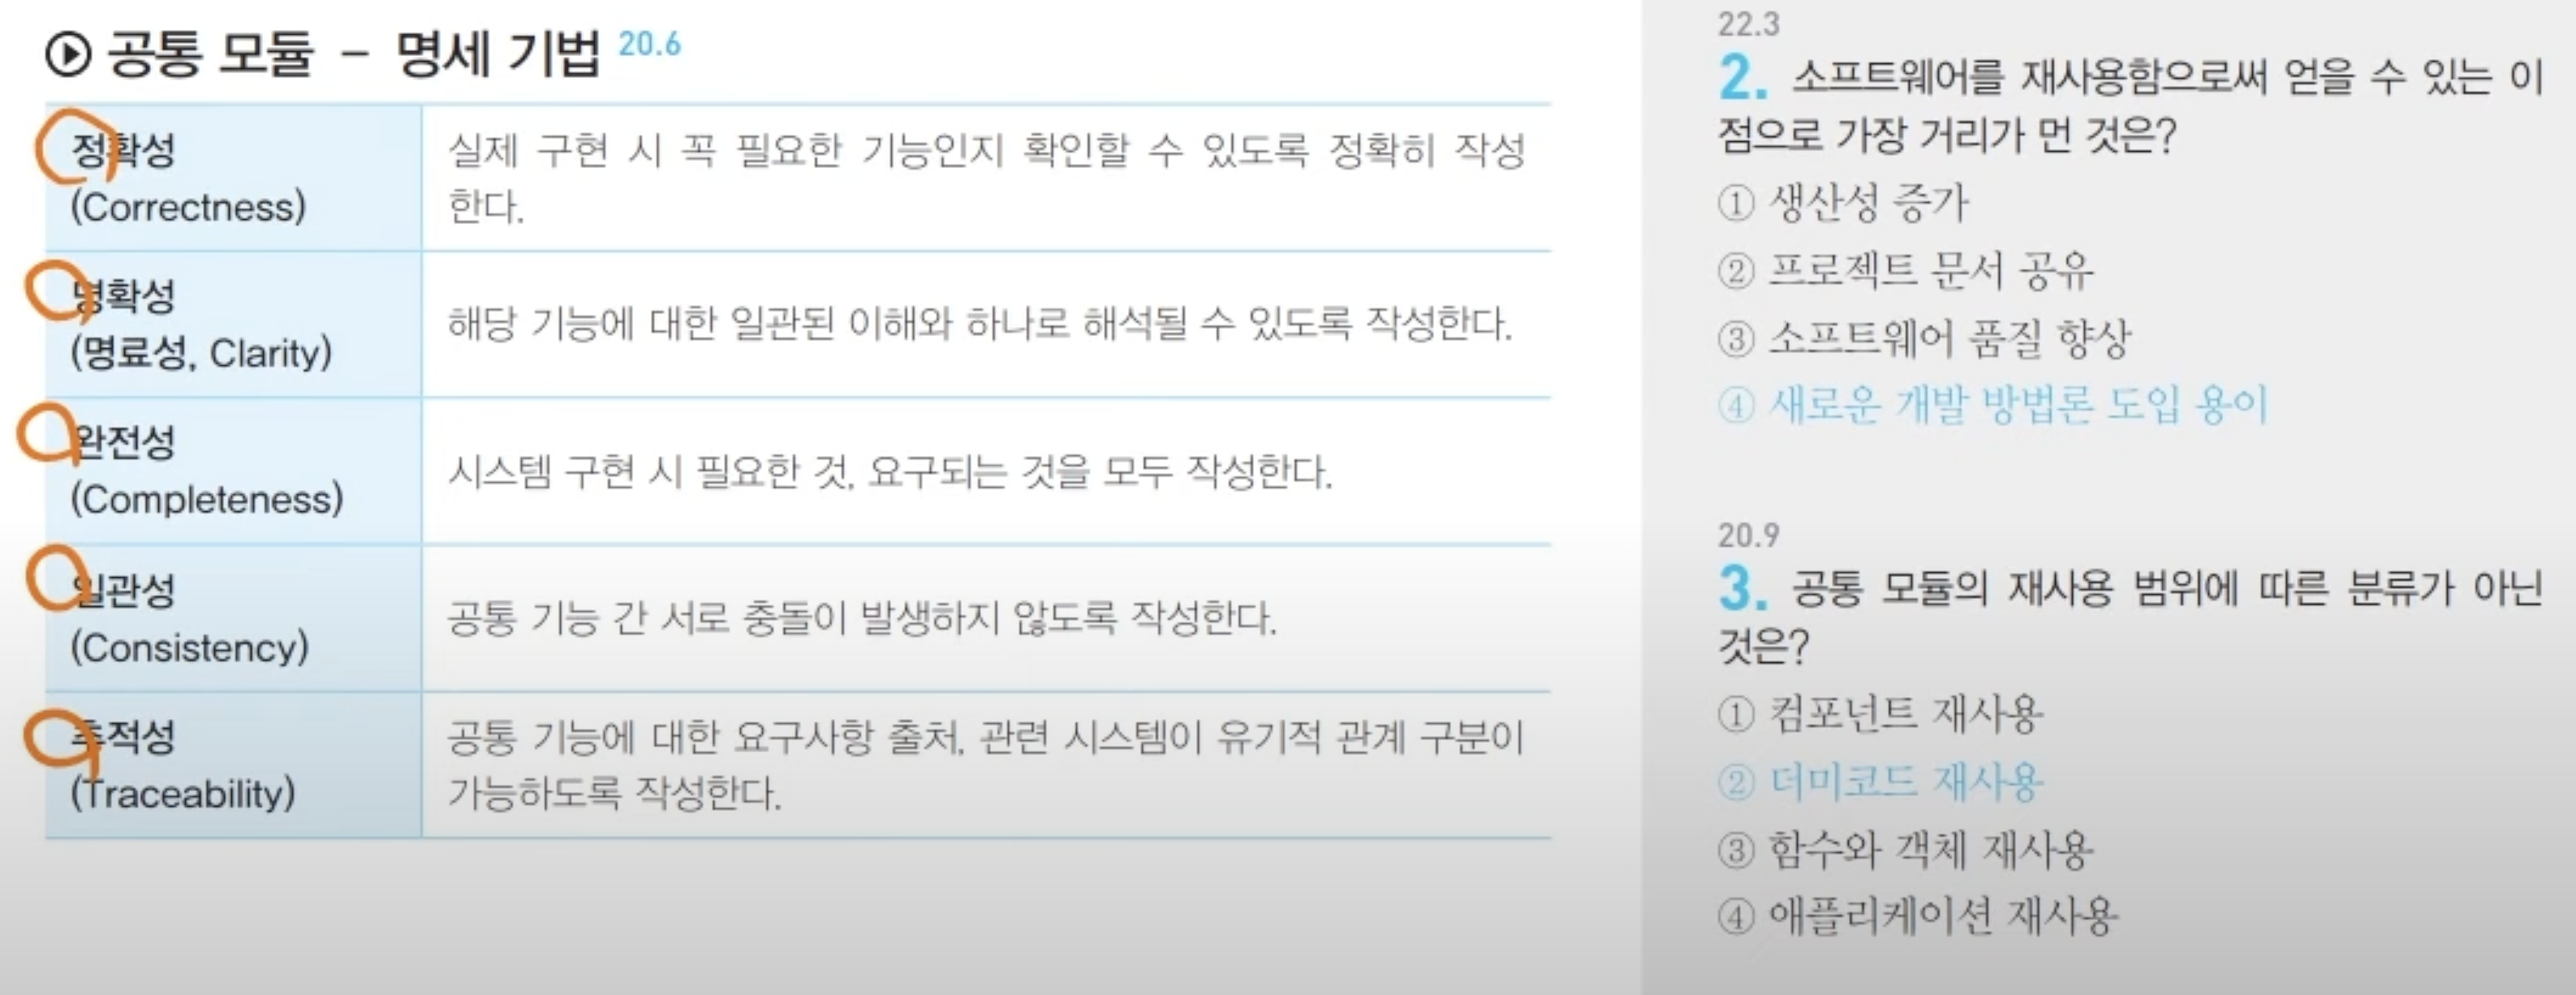 공통 모듈 - 명세 기법 20.6
정확성
(Correctness)
실제 구현 시 꼭 필요한 기능인지 확인할 수 있도록 정확히 작성
한다.
명확성
(명료성, Clarity)
해당 기능에 대한 일관된 이해와 하나로 해석될 수 있도록 작성한다.
완전성
(Completeness)
시스템 구현 시 필요한 것, 요구되는 것을 모두 작성한다.
일관성
(Consistency)
공통 기능 간 서로 충돌이 발생하지 않도록 작성한다.
추적성
(Traceability)
공통 기능에 대한 요구사항 출처, 관련 시스템이 유기적 관계 구분이
가능하도록 작성한다.
22.3
2. 소프트웨어를 재사용함으로써 얻을 수 있는 이
점으로 가장 거리가 먼 것은?
① 생산성 증가
② 프로젝트 문서 공유
③ 소프트웨어 품질 향상
④ 새로운 개발 방법론 도입 용이
20.9
3. 공통 모듈의 재사용 범위에 따른 분류가 아닌
것은?
① 컴포넌트 재사용
② 더미코드 재사용
③ 함수와 객체 재사용
④ 애플리케이션 재사용